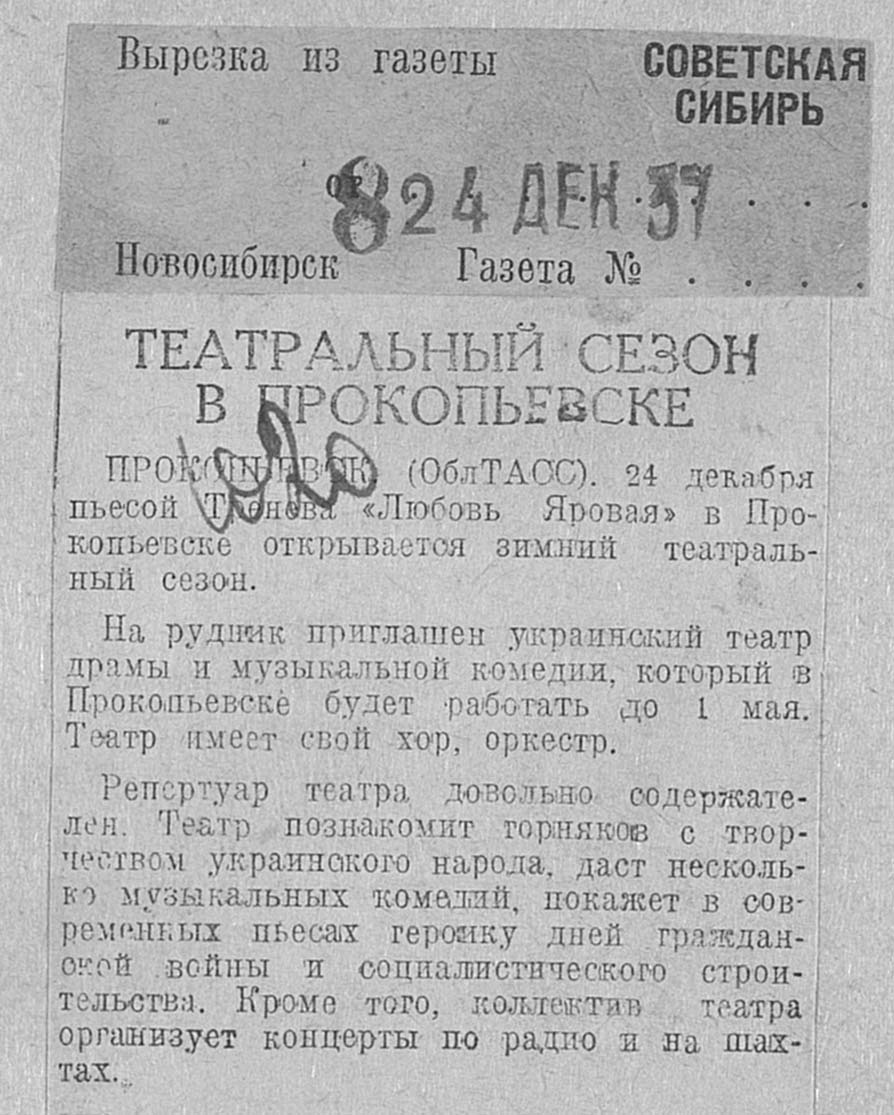 Вырезка из газеты СОВЕТСКАЯ
СИБИРЬ
от 8 24 ДЕК 37 . . .
Новосибирск Газета № . . . .
ТЕАТРАЛЬНЫЙ СЕЗОН
В ПРОКОПЬЕВСКЕ
ПРОКОПЬЕВСК. (ОблТАСС). 24 декабря
пьесой Тренева «Любовь Яровая» в Про-
копьевске открывается зимний театраль-
ный сезон.
На рудник приглашен украинский театр
драмы и музыкальной комедии, который в
Прокопьевске будет работать до 1 мая.
Театр имеет свой хор, оркестр.
Репертуар театра довольно содержате-
лен. Театр познакомит горняков с твор-
чеством украинского народа, даст несколь-
ко музыкальных комедий, покажет в сов-
ременных пьесах героику дней граждан-
ской войны и социалистического строи-
тельства. Кроме того, коллектив театра
организует концерты по радио и на шах-
тах.